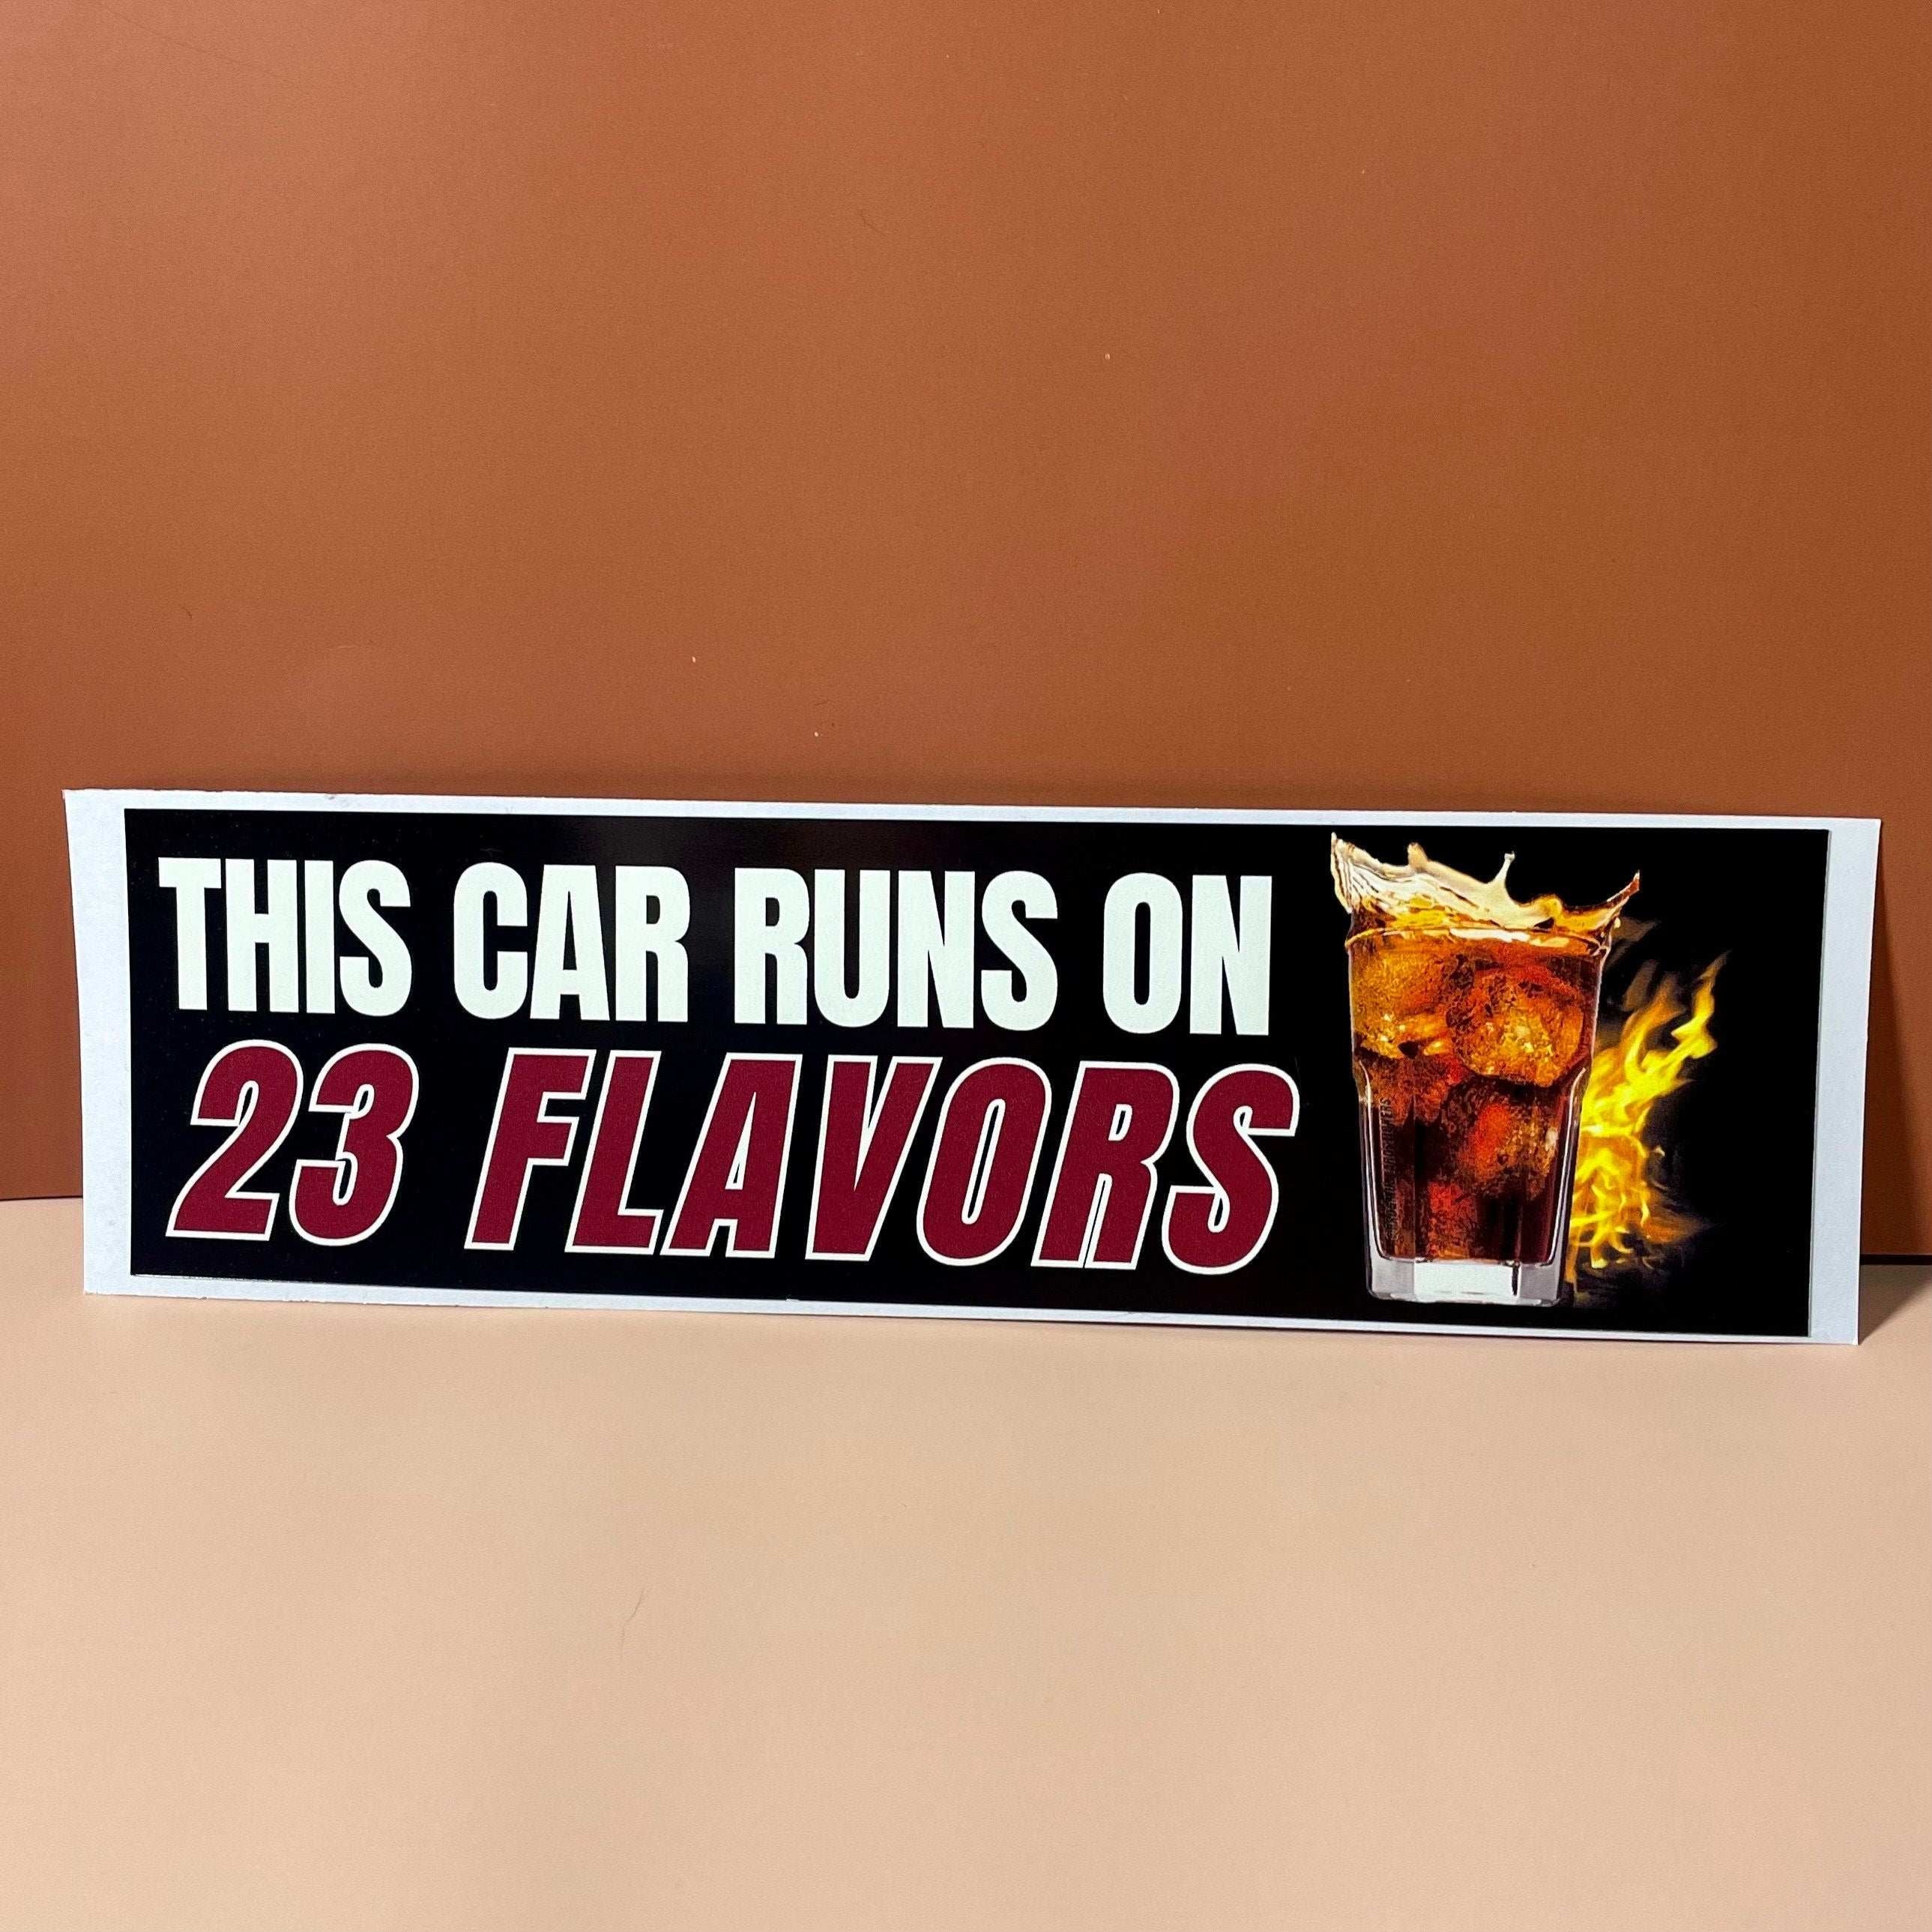 THIS CAR RUNS ON
23 FLAVORS